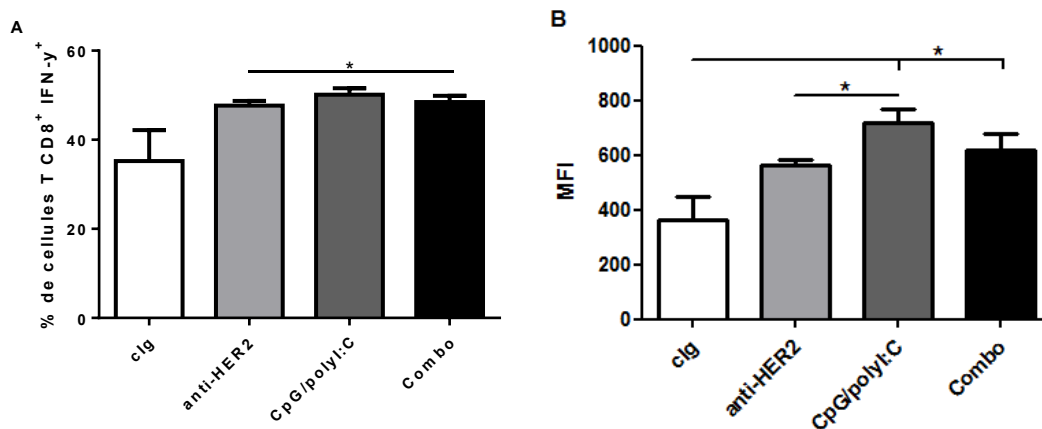 A
% de cellules T CD8+ IFN-y+
60
40
20
0
*
cIg
anti-HER2
CpG/polyI:C
Combo
B
MFI
1000
800
600
400
200
0
*
*
cIg
anti-HER2
CpG/polyI:C
Combo